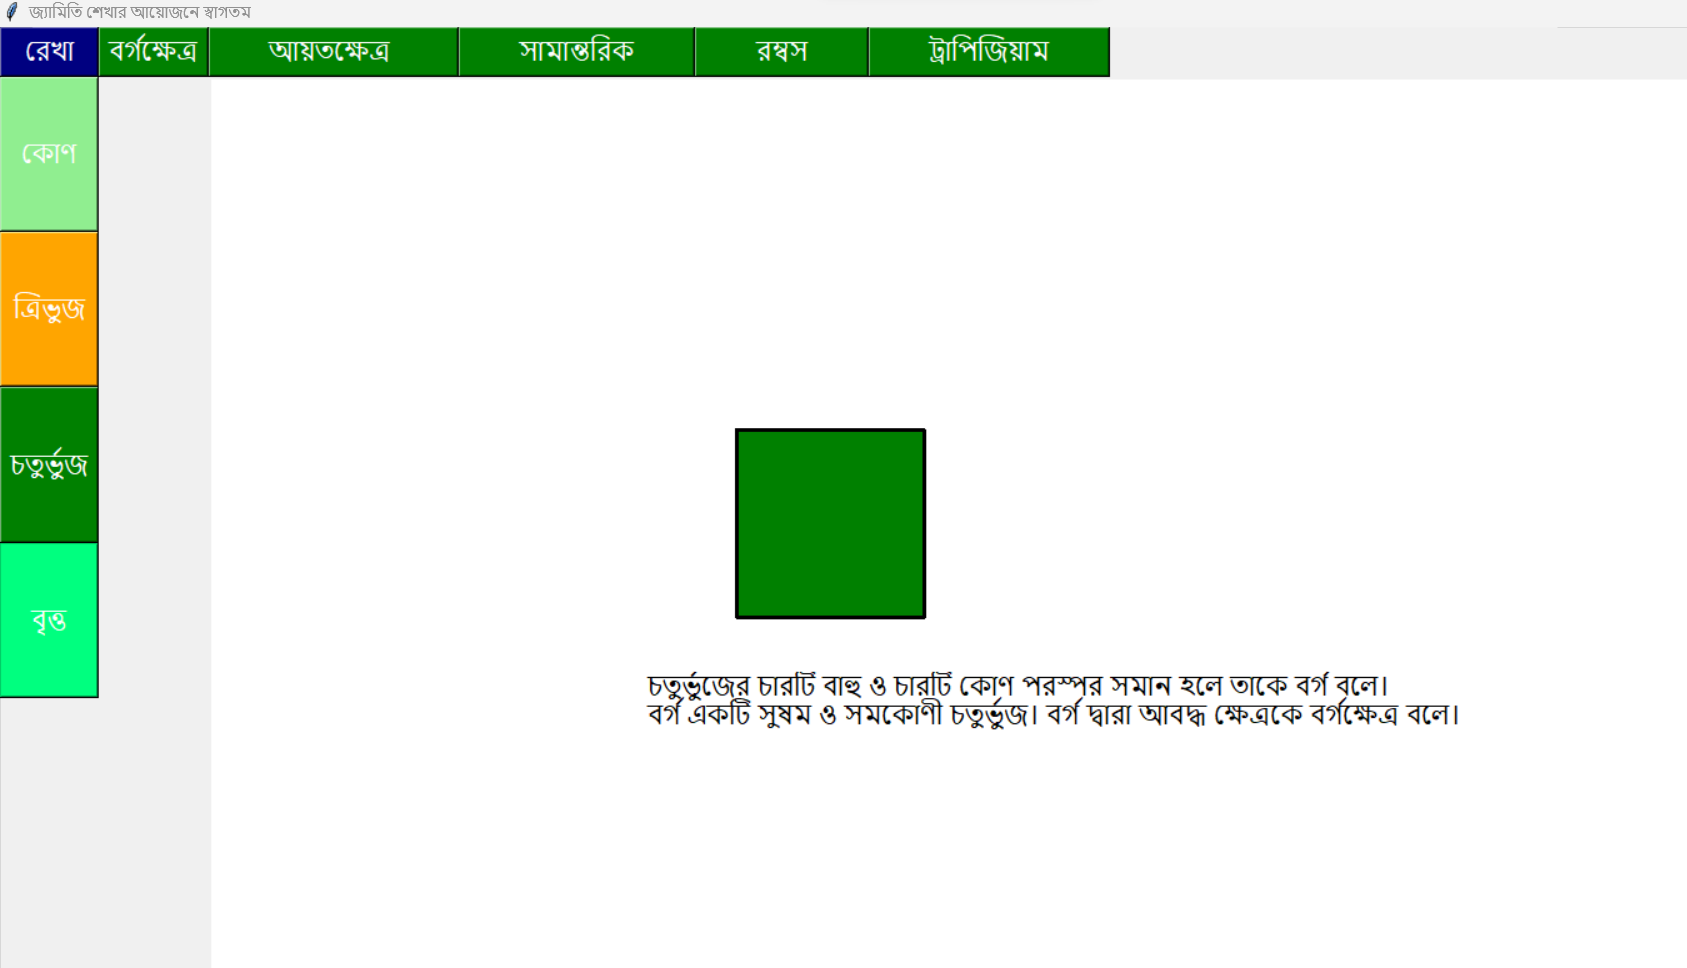 জ্যামিতি শেখার আয়োজনে স্বাগতম
রেখা বর্গক্ষেত্র আয়তক্ষেত্র সামান্তরিক রম্বস ট্রাপিজিয়াম
কোণ
ত্রিভুজ
চতুর্ভুজ
বৃত্ত
চতুর্ভুজের চারটি বাহু ও চারটি কোণ পরস্পর সমান হলে তাকে বর্গ বলে।
বর্গ একটি সুষম ও সমকোণী চতুর্ভুজ। বর্গ দ্বারা আবদ্ধ ক্ষেত্রকে বর্গক্ষেত্র বলে।